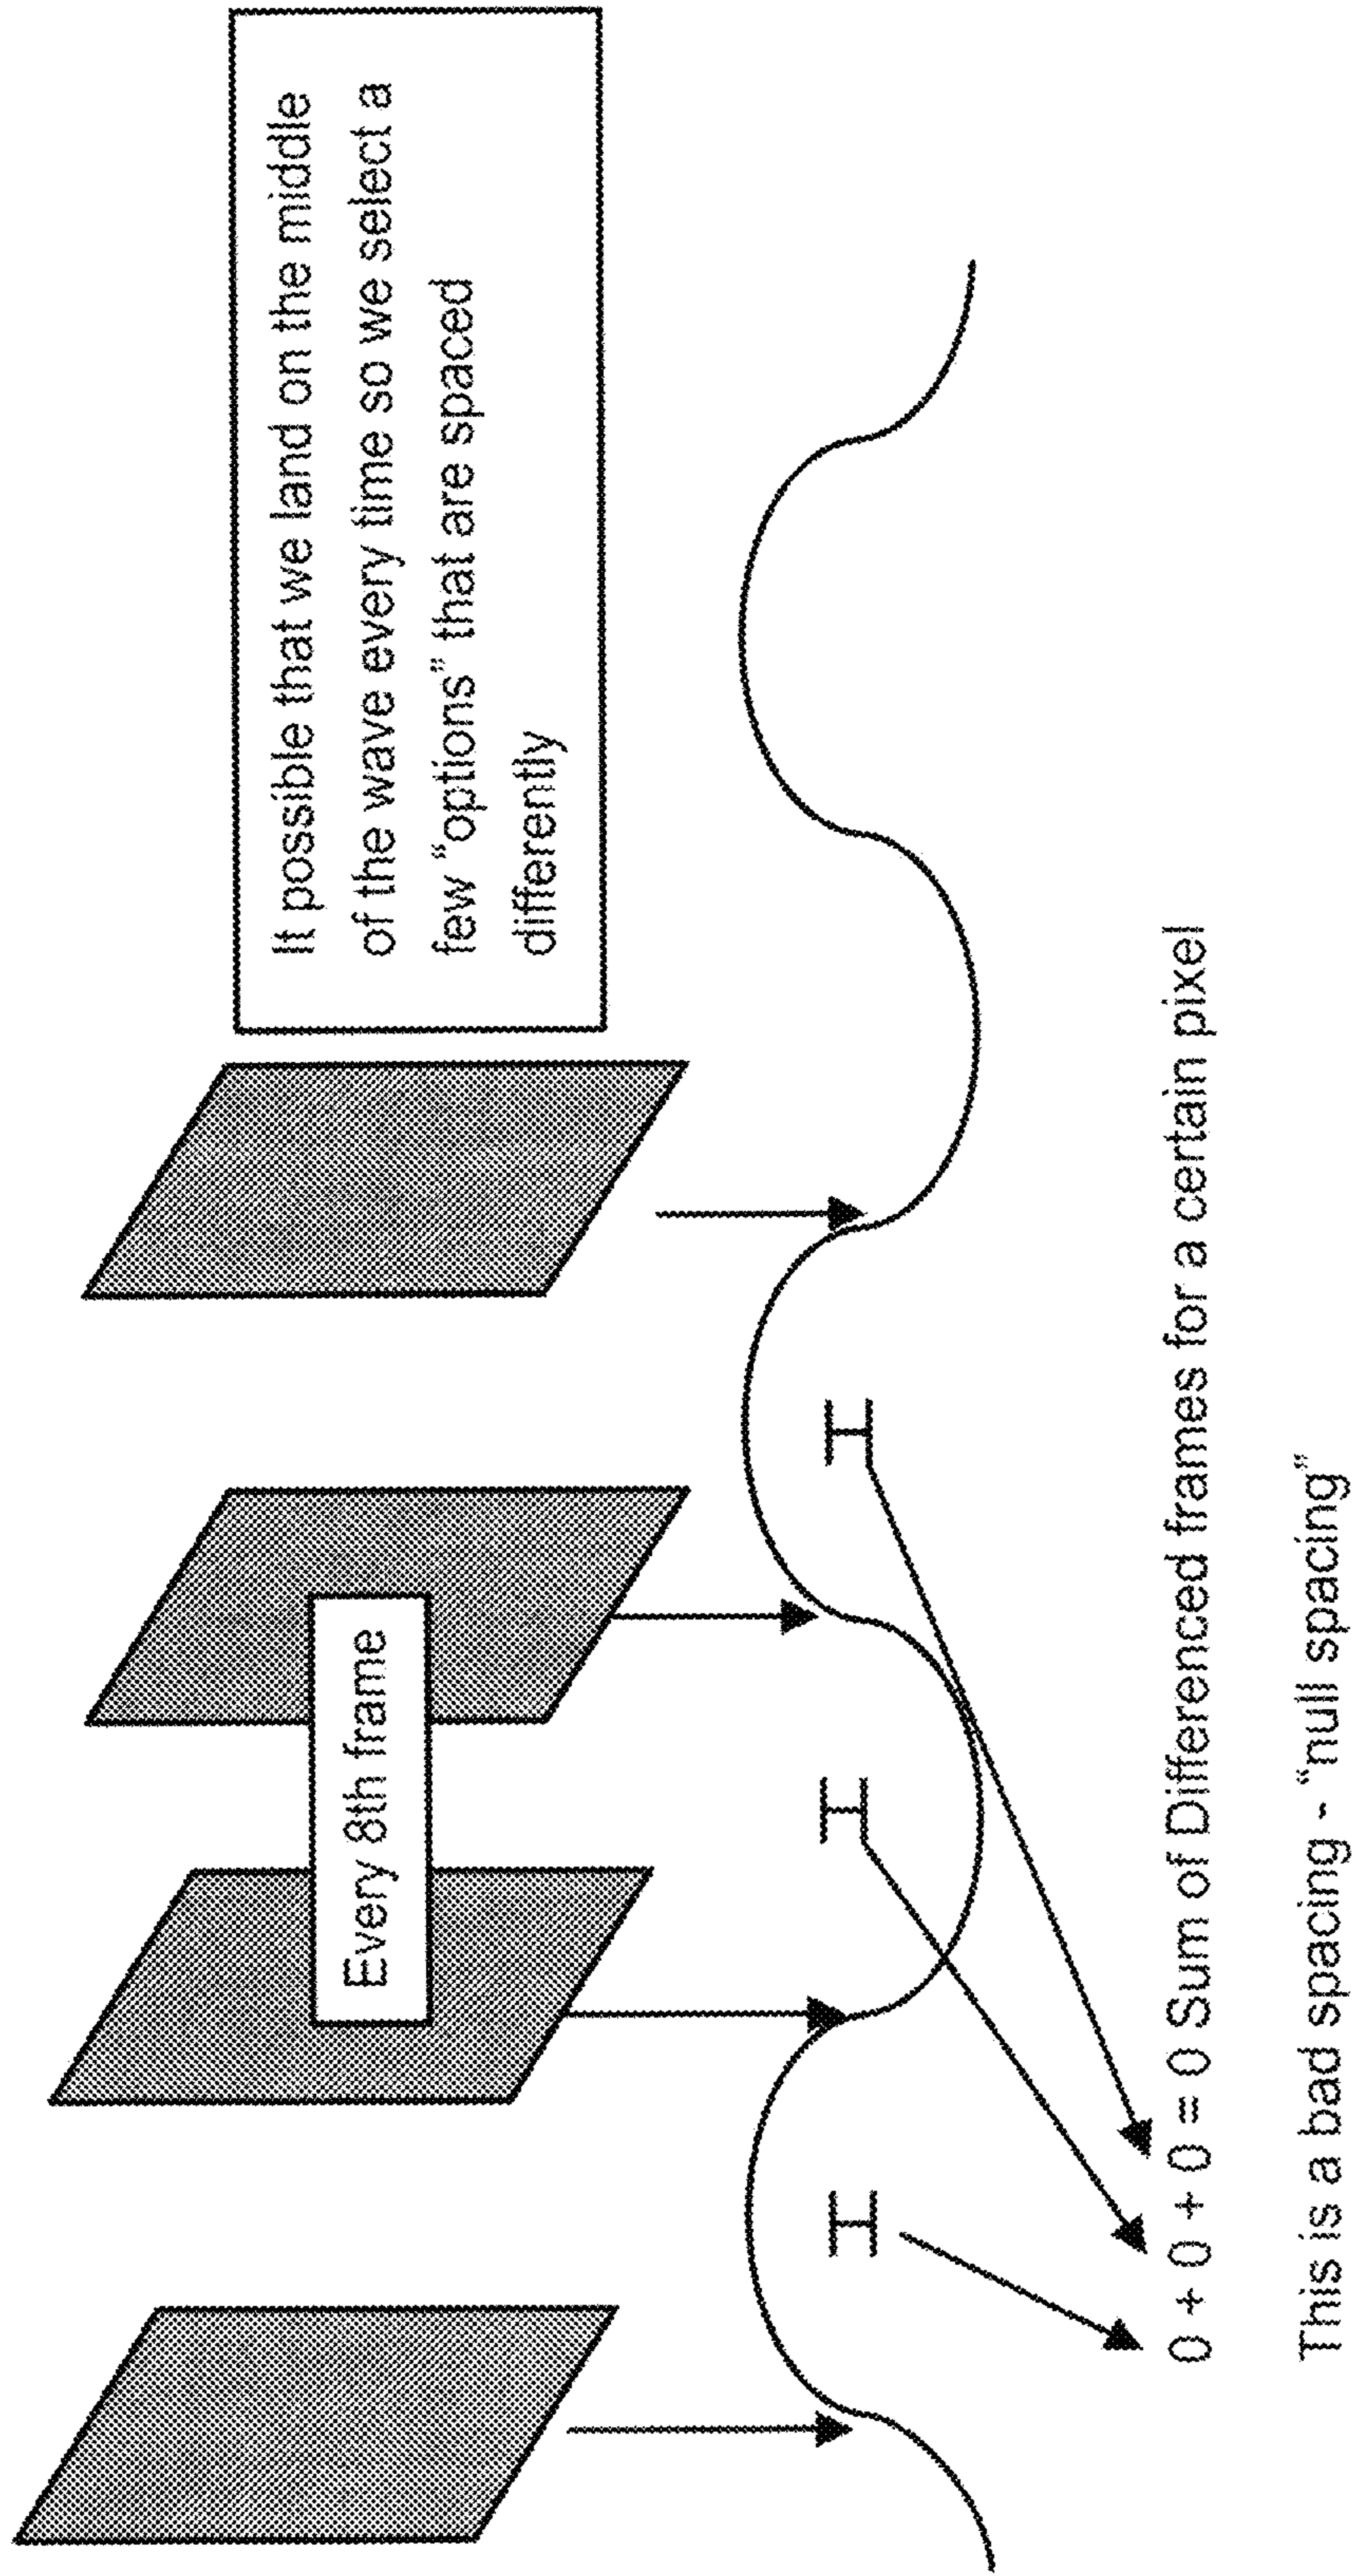 It possible that we land on the middle
of the wave every time so we select a
few “options” that are spaced
differently
Every 8th frame
0 + 0 + 0 = 0 Sum of Differenced frames for a certain pixel
This is a bad spacing - “null spacing”